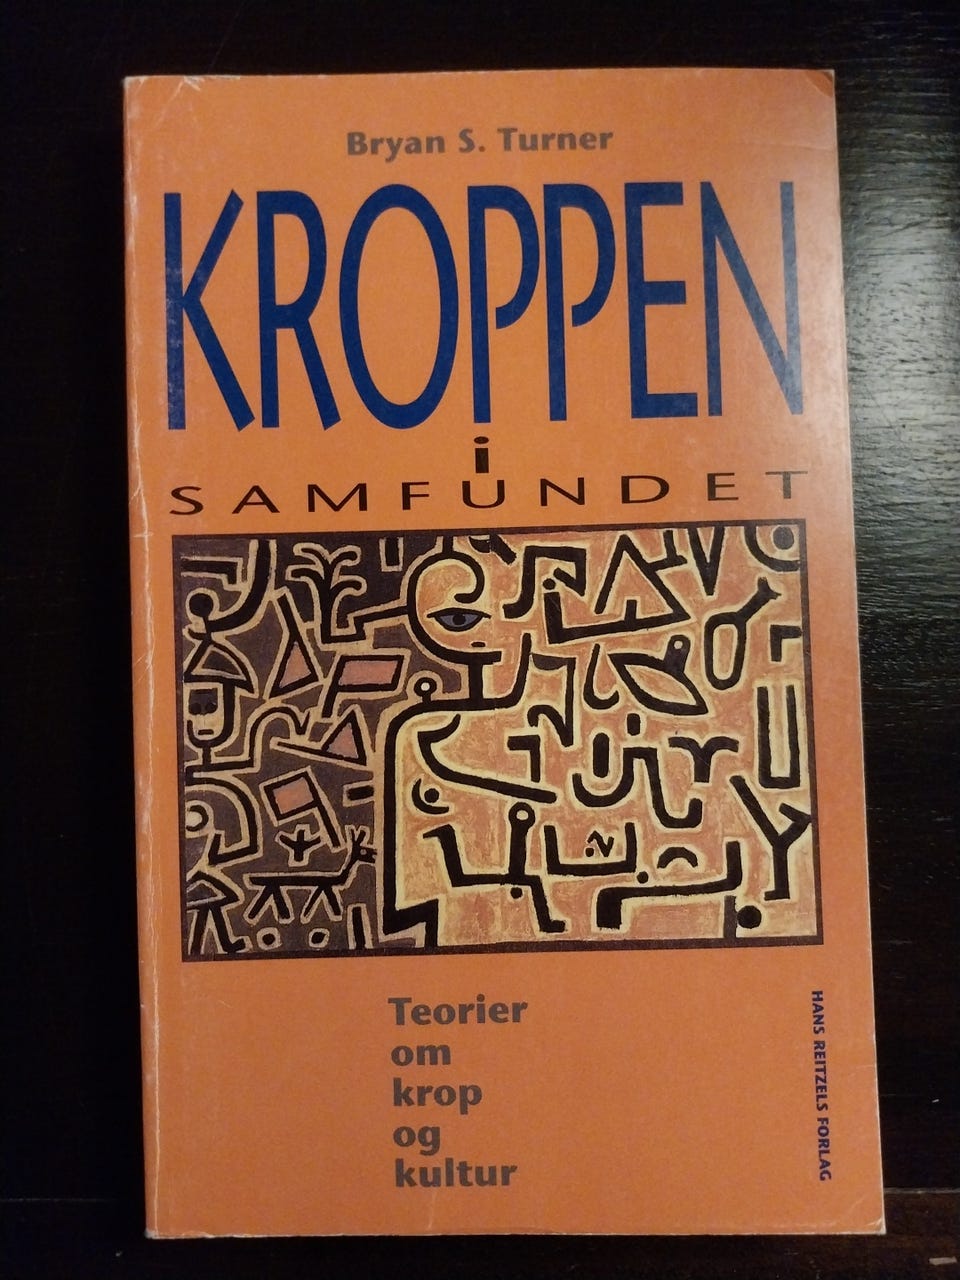 Bryan S. Turner
KROPPEN
i
SAMFUNDET
Teorier
om
krop
og
kultur
HANS REITZELS FORLAG